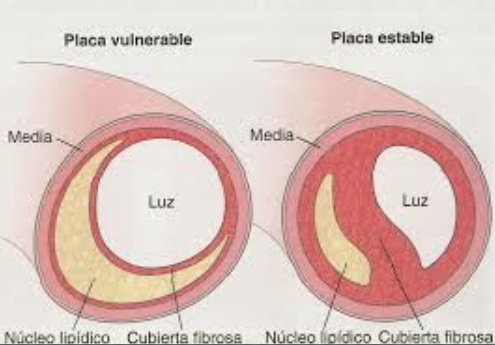 Placa vulnerable
Placa estable
Media
Media
Luz
Luz
Núcleo lipídico
Cubierta fibrosa
Núcleo lipídico
Cubierta fibrosa